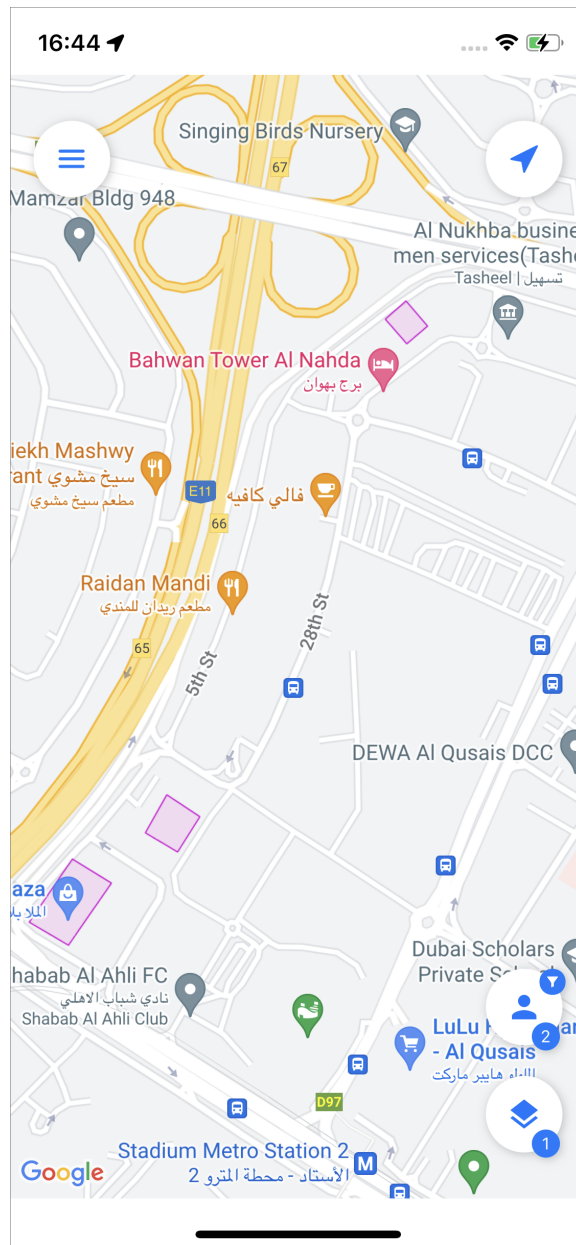 16:44
Singing Birds Nursery
67
Mamzar Bldg 948
Al Nukhba busine
men services(Tashe
Tasheel | تسهيل
Bahwan Tower Al Nahda
برج بهوان
iekh Mashwy
سيخ مشوي rant
مطعم سيخ مشوي
E11
فالي كافيه
66
Raidan Mandi
مطعم ريدان للمندي
28th St
65
5th St
DEWA Al Qusais DCC
aza
الملا بلا
Dubai Scholars
Private
habab Al Ahli FC
نادي شباب الاهلي
Shabab Al Ahli Club
2
LuLu
- Al Qusais
اللولو هايبر ماركت
D97
1
Stadium Metro Station 2
الأستاد - محطة المترو 2
M
Google